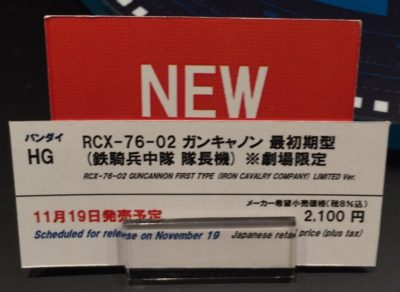 NEW
バンダイ
HG
RCX-76-02 ガンキャノン 最初期型
(鉄騎兵中隊 隊長機) ※劇場限定
RCX-76-02 GUNCANNON FIRST TYPE (IRON CAVALRY COMPANY) LIMITED Ver.
メーカー希望小売価格(税8%込)
11月19日発売予定
2,100 円
Scheduled for release on November 19
Japanese retail price (plus tax)